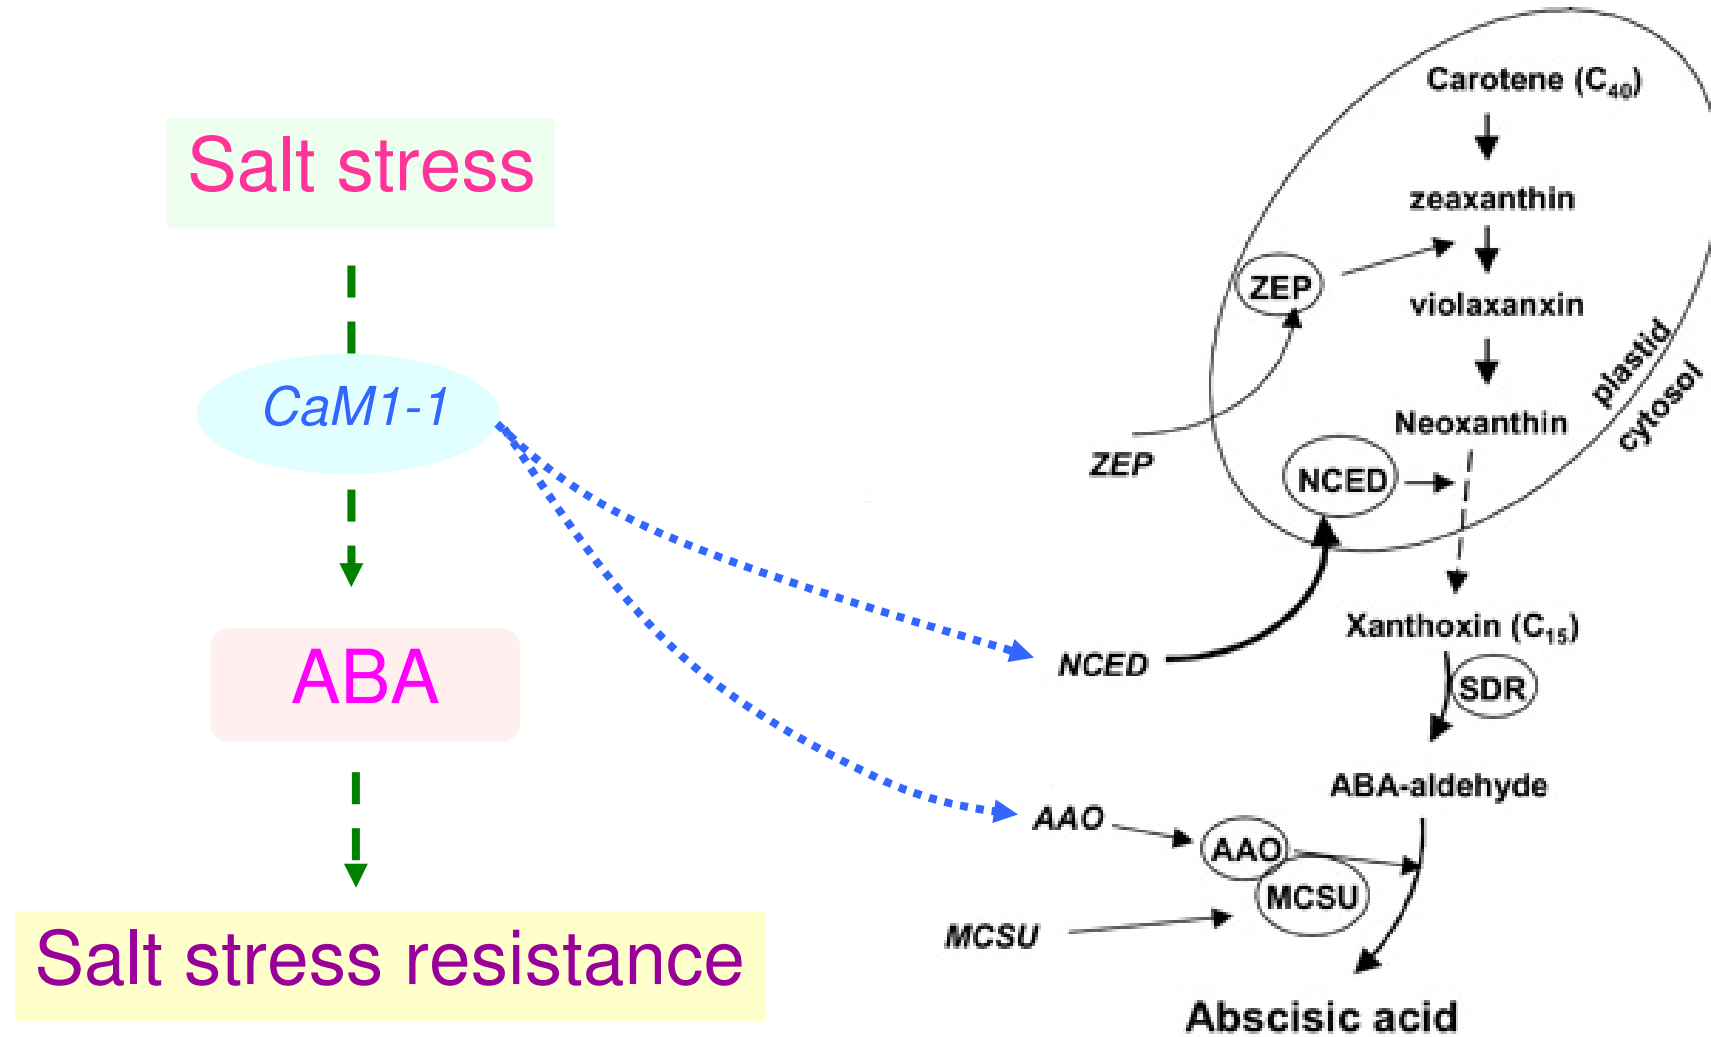 Salt stress
CaM1-1
ABA
Salt stress resistance
Carotene (C40)
zeaxanthin
ZEP
violaxanxin
plastid
cytosol
Neoxanthin
ZEP
NCED
Xanthoxin (C15)
NCED
SDR
ABA-aldehyde
AAO
AAO
MCSU
MCSU
Abscisic acid